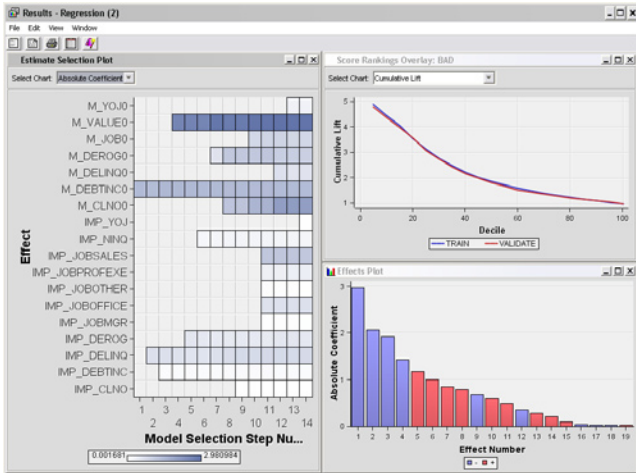 Results - Regression (2)
File Edit View Window
Estimate Selection Plot
Select Chart: Absolute Coefficient
M_YOJ0
M_VALUE0
M_JOB0
M_DEROG0
M_DELINQ0
M_DEBTINC0
M_CLNO0
IMP_YOJ
IMP_NINQ
IMP_JOBSALES
IMP_JOBPROFEXE
IMP_JOBOTHER
IMP_JOBOFFICE
IMP_JOBMGR
IMP_DEROG
IMP_DELINQ
IMP_DEBTINC
IMP_CLNO
Effect
1 3 5 7 9 11 13
2 4 6 8 10 12 14
Model Selection Step Nu...
0.001681 2.980984
Score Rankings Overlay: BAD
Select Chart: Cumulative Lift
Cumulative Lift
5
4
3
2
1
0 20 40 60 80 100
Decile
TRAIN VALIDATE
Effects Plot
Absolute Coefficient
3
2
1
0
1 2 3 4 5 6 7 8 9 10 11 12 13 14 15 16 17 18 19
Effect Number
- +